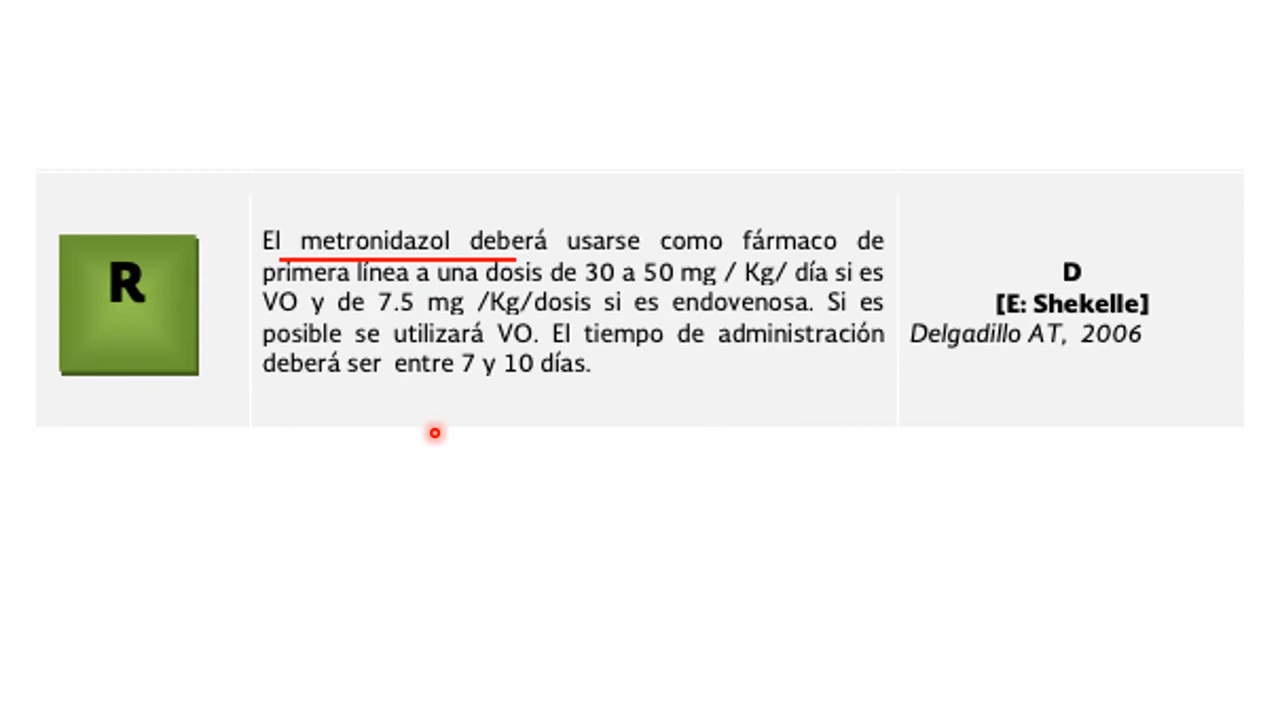 R
El metronidazol deberá usarse como fármaco de
primera línea a una dosis de 30 a 50 mg / Kg/ día si es
VO y de 7.5 mg /Kg/dosis si es endovenosa. Si es
posible se utilizará VO. El tiempo de administración
deberá ser entre 7 y 10 días.
D
[E: Shekelle]
Delgadillo AT, 2006